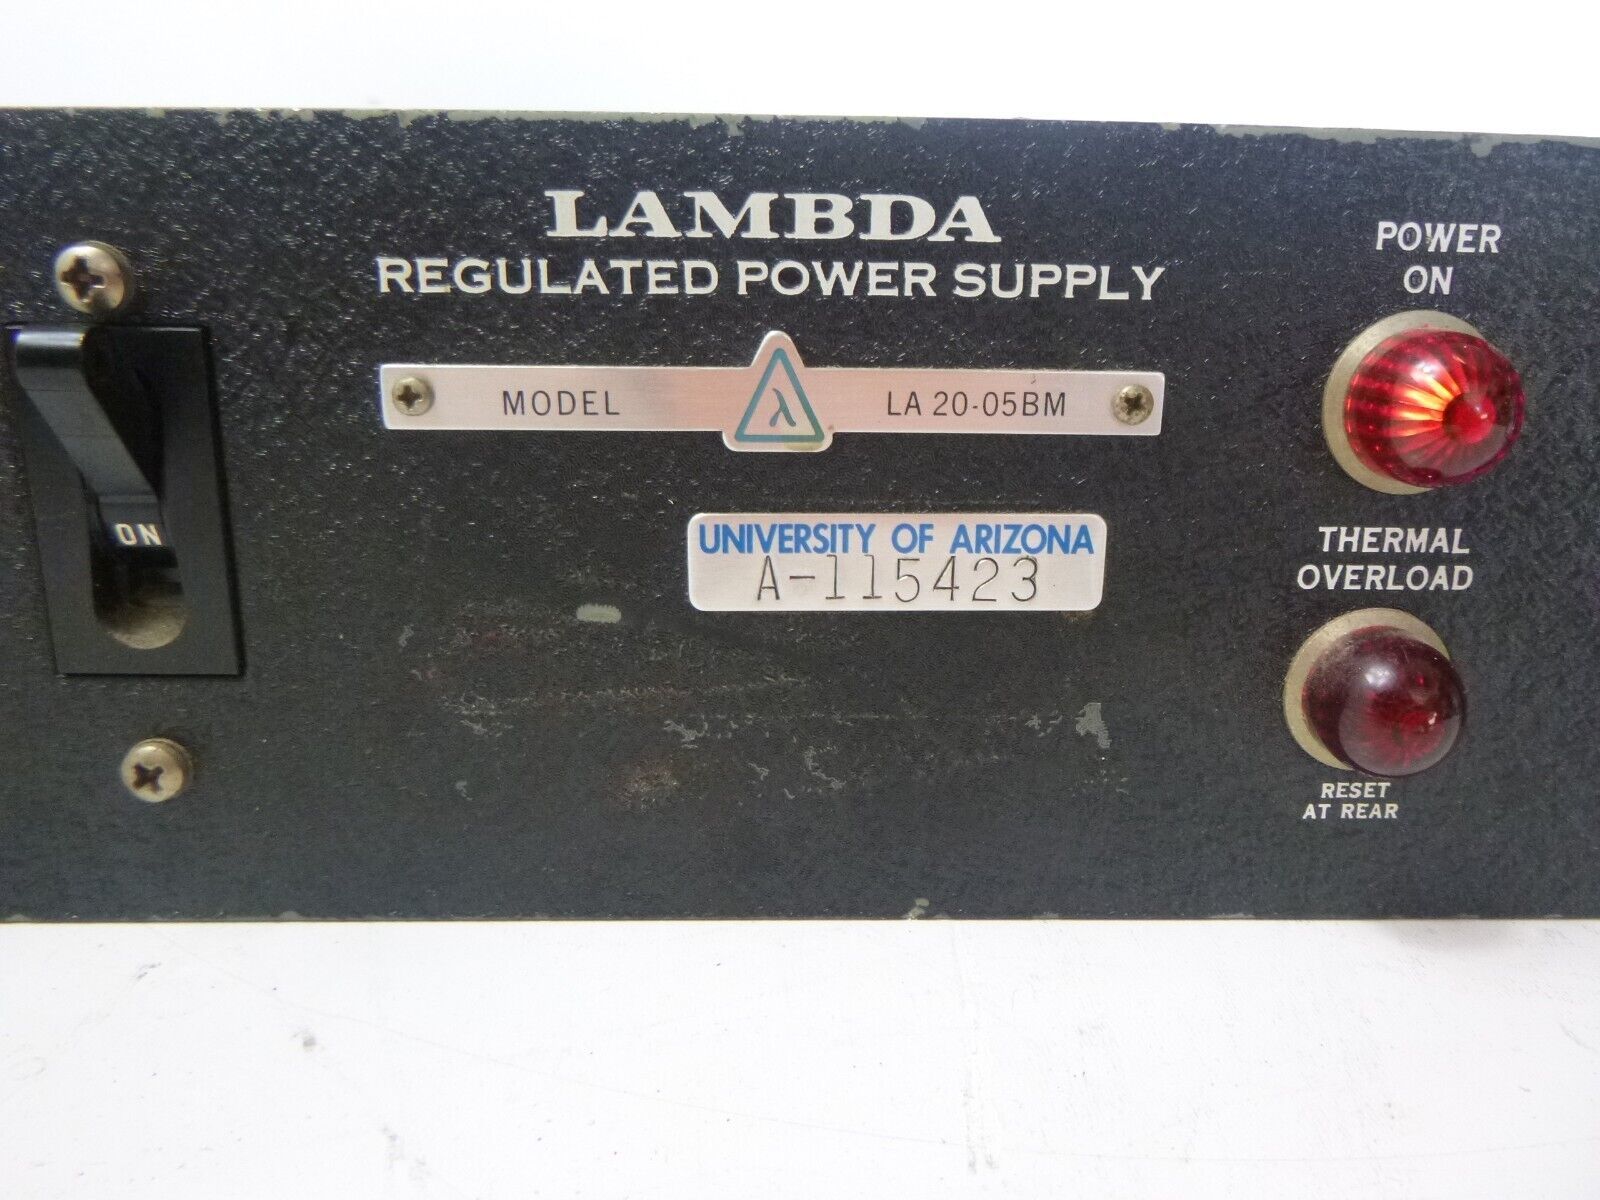 LAMBDA
REGULATED POWER SUPPLY
MODEL λ LA 20-05BM
UNIVERSITY OF ARIZONA
A-115423
ON
POWER
ON
THERMAL
OVERLOAD
RESET
AT REAR